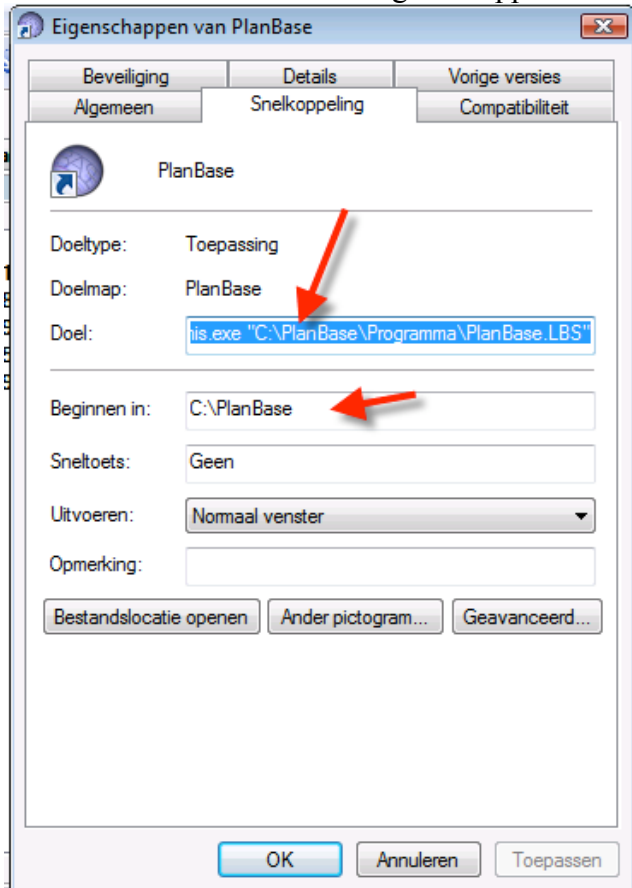 Eigenschappen van PlanBase
Beveiliging Details Vorige versies
Algemeen Snelkoppeling Compatibiliteit
PlanBase
Doeltype: Toepassing
Doelmap: PlanBase
Doel: nis.exe "C:\PlanBase\Programma\PlanBase.LBS"
Beginnen in: C:\PlanBase
Sneltoets: Geen
Uitvoeren: Normaal venster
Opmerking:
Bestandslocatie openen Ander pictogram... Geavanceerd...
OK Annuleren Toepassen